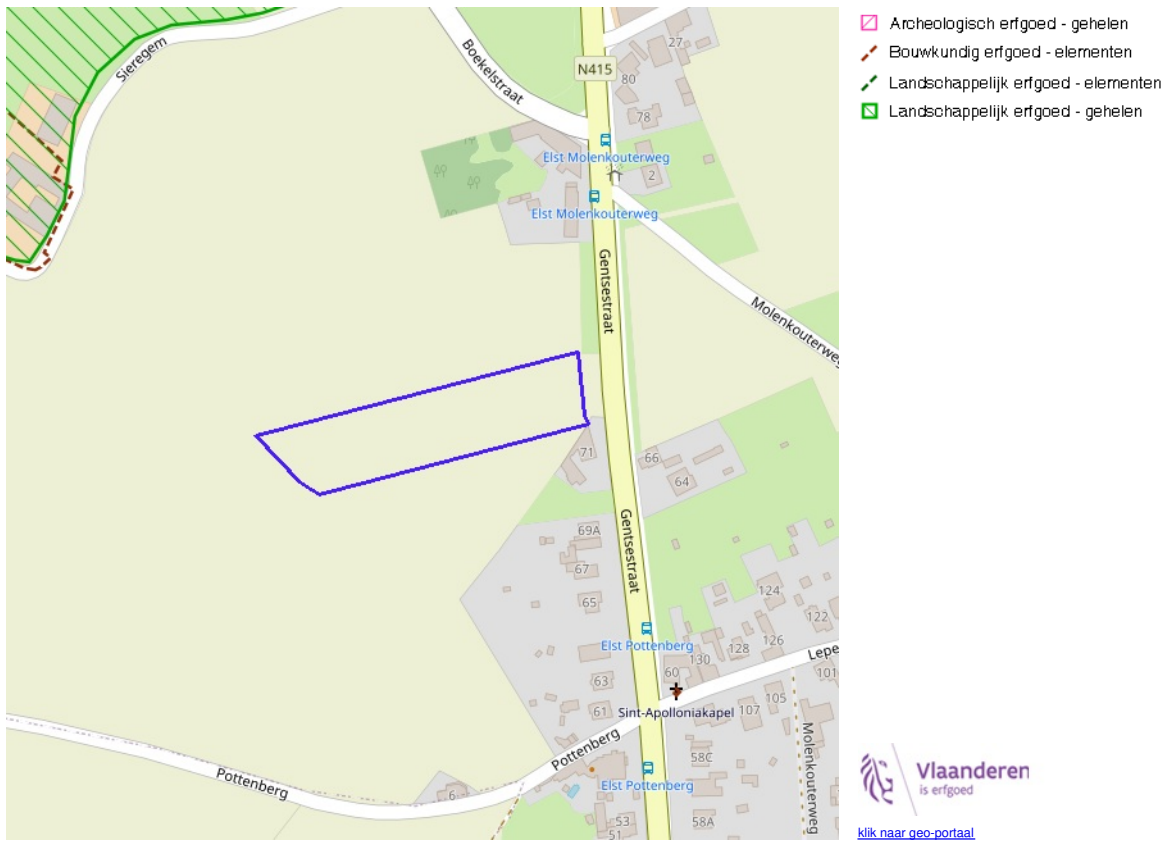 Sieregem
Boekelstraat
N415
27
80
78
Elst Molenkouterweg
2
Elst Molenkouterweg
Gentsestraat
Molenkouterweg
71
66
64
Gentsestraat
69A
67
65
124
122
126
128
130
Elst Pottenberg
60
Lepe
101
63
61
Sint-Apolloniakapel
107
105
Pottenberg
Molenkouterweg
58C
Pottenberg
Elst Pottenberg
6
53
51
58A
Archeologisch erfgoed - gehelen
Bouwkundig erfgoed - elementen
Landschappelijk erfgoed - elementen
Landschappelijk erfgoed - gehelen
Vlaanderen
is erfgoed
klik naar geo-portaal